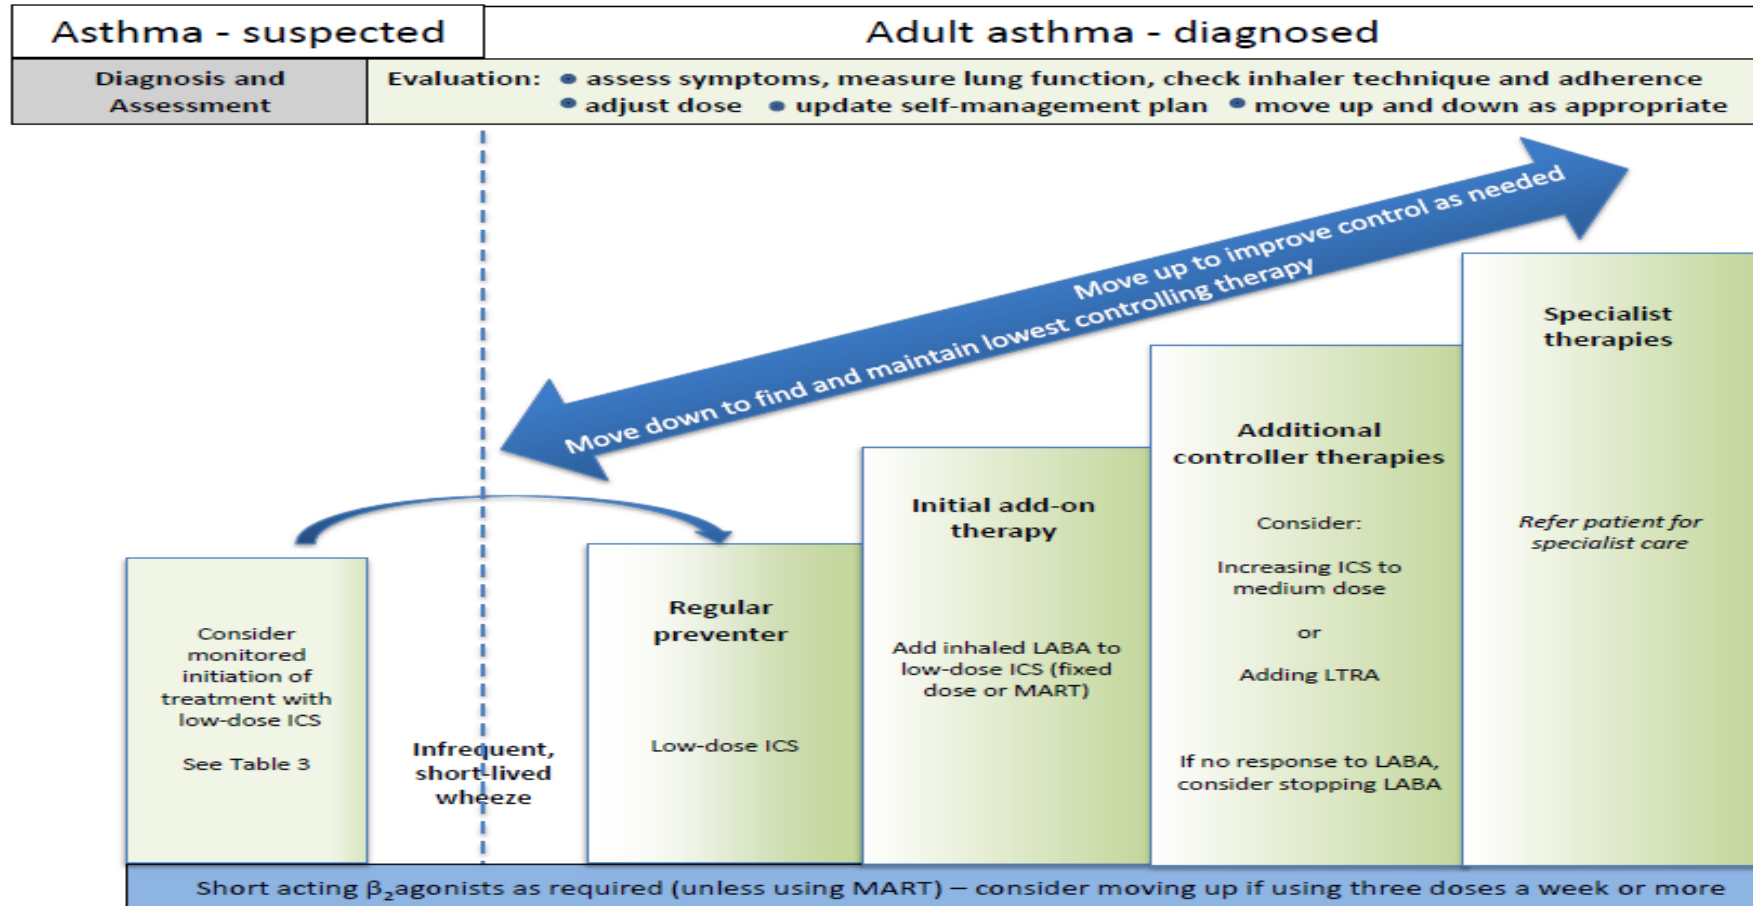 Asthma - suspected
Adult asthma - diagnosed
Diagnosis and
Assessment
Evaluation: • assess symptoms, measure lung function, check inhaler technique and adherence
• adjust dose • update self-management plan • move up and down as appropriate
Move up to improve control as needed
Move down to find and maintain lowest controlling therapy
Consider
monitored
initiation of
treatment with
low-dose ICS
See Table 3
Infrequent,
short-lived
wheeze
Regular
preventer
Low-dose ICS
Initial add-on
therapy
Add inhaled LABA to
low-dose ICS (fixed
dose or MART)
Additional
controller therapies
Consider:
Increasing ICS to
medium dose
or
Adding LTRA
If no response to LABA,
consider stopping LABA
Specialist
therapies
Refer patient for
specialist care
Short acting β₂agonists as required (unless using MART) – consider moving up if using three doses a week or more